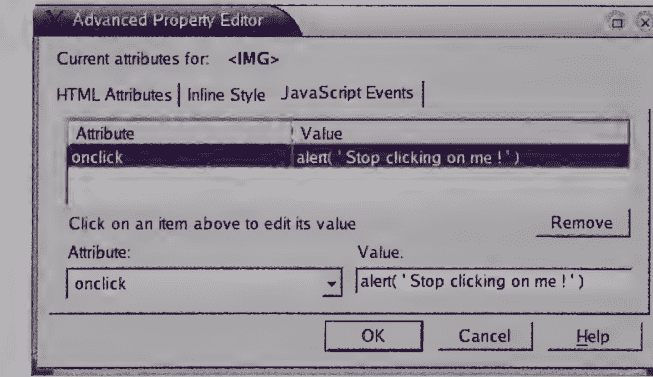 Advanced Property Editor
Current attributes for: <IMG>
HTML Attributes Inline Style JavaScript Events
Attribute Value
onclick alert( ' Stop clicking on me ! ' )
Click on an item above to edit its value Remove
Attribute: Value.
onclick alert( ' Stop clicking on me ! ' )
OK Cancel Help